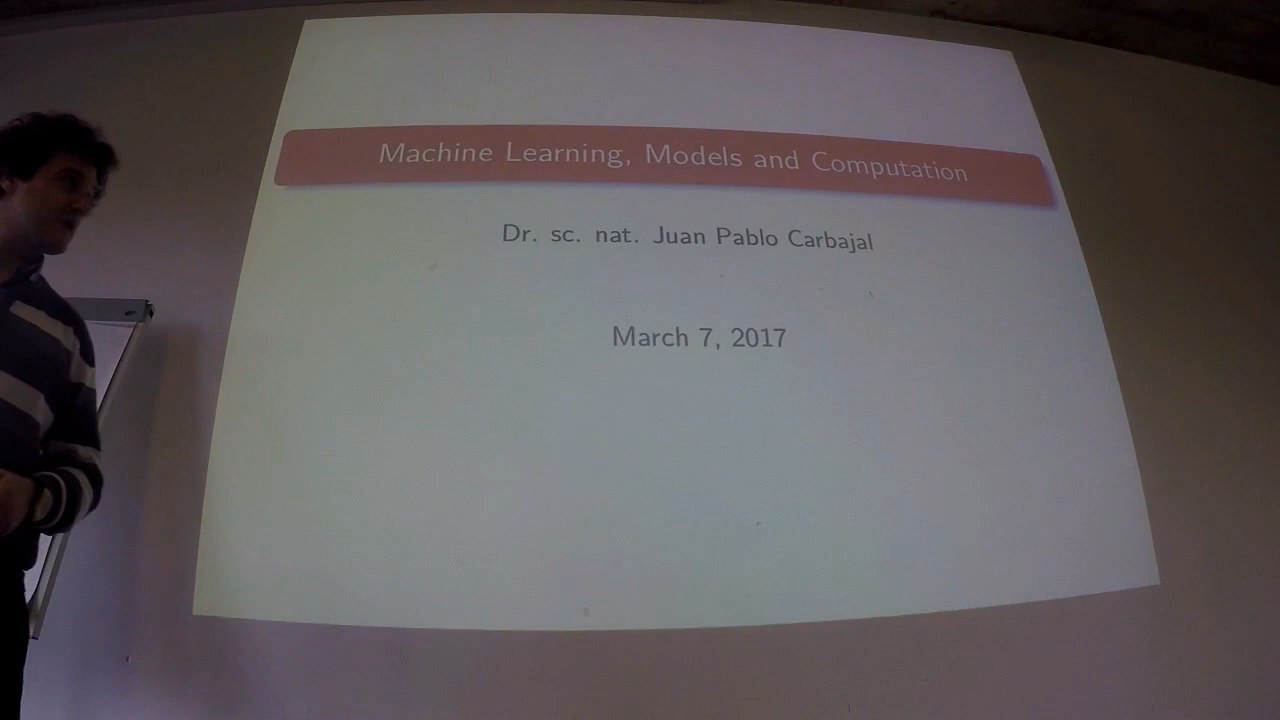 Machine Learning, Models and Computation
Dr. sc. nat. Juan Pablo Carbajal
March 7, 2017